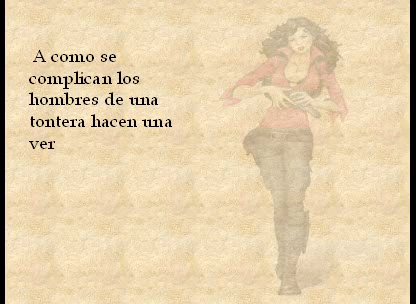 A como se
complican los
hombres de una
tontera hacen una
ver